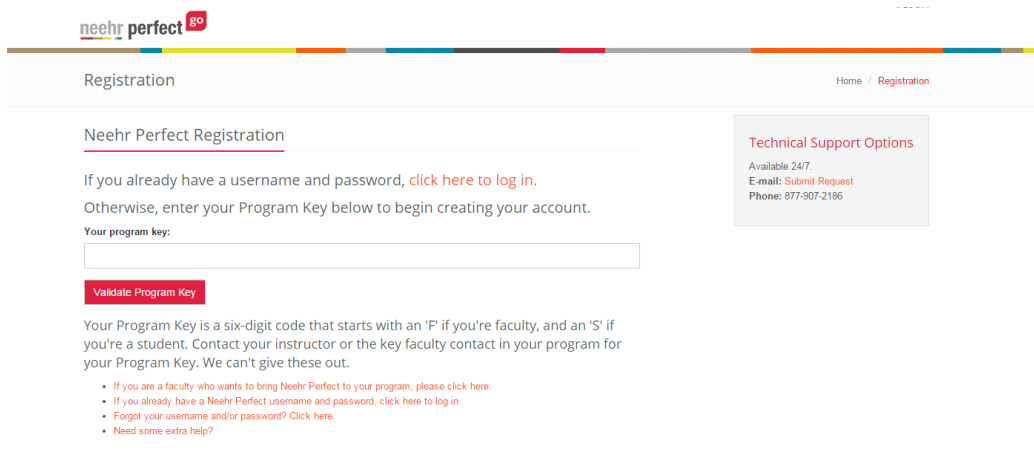 neehr perfect go
Registration
Home / Registration
Neehr Perfect Registration
If you already have a username and password, click here to log in.
Otherwise, enter your Program Key below to begin creating your account.
Your program key:
Validate Program Key
Your Program Key is a six-digit code that starts with an 'F' if you're faculty, and an 'S' if
you're a student. Contact your instructor or the key faculty contact in your program for
your Program Key. We can't give these out.
• If you are a faculty who wants to bring Neehr Perfect to your program, please click here.
• If you already have a Neehr Perfect username and password, click here to log in.
• Forgot your username and/or password? Click here.
• Need some extra help?
Technical Support Options
Available 24/7.
E-mail: Submit Request
Phone: 877-907-2186